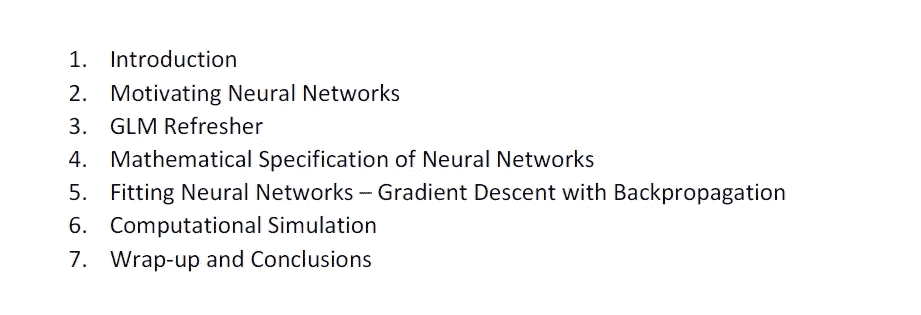 1. Introduction
2. Motivating Neural Networks
3. GLM Refresher
4. Mathematical Specification of Neural Networks
5. Fitting Neural Networks – Gradient Descent with Backpropagation
6. Computational Simulation
7. Wrap-up and Conclusions